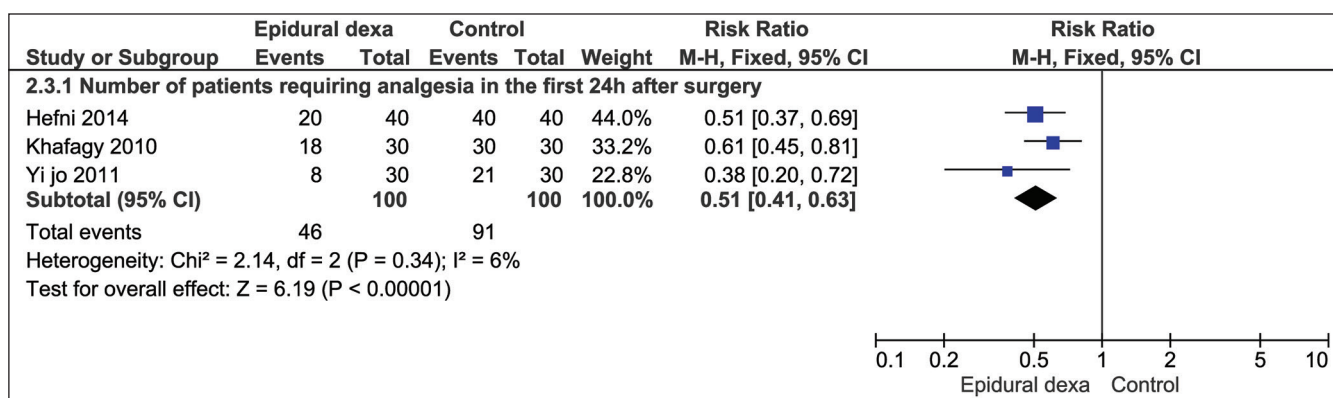 Epidural dexa Control Risk Ratio Risk Ratio
Study or Subgroup Events Total Events Total Weight M-H, Fixed, 95% CI M-H, Fixed, 95% CI
2.3.1 Number of patients requiring analgesia in the first 24h after surgery
Hefni 2014 20 40 40 40 44.0% 0.51 [0.37, 0.69]
Khafagy 2010 18 30 30 30 33.2% 0.61 [0.45, 0.81]
Yi jo 2011 8 30 21 30 22.8% 0.38 [0.20, 0.72]
Subtotal (95% CI) 100 100 100.0% 0.51 [0.41, 0.63]
Total events 46 91
Heterogeneity: Chi² = 2.14, df = 2 (P = 0.34); I² = 6%
Test for overall effect: Z = 6.19 (P < 0.00001)
0.1 0.2 0.5 1 2 5 10
Epidural dexa Control